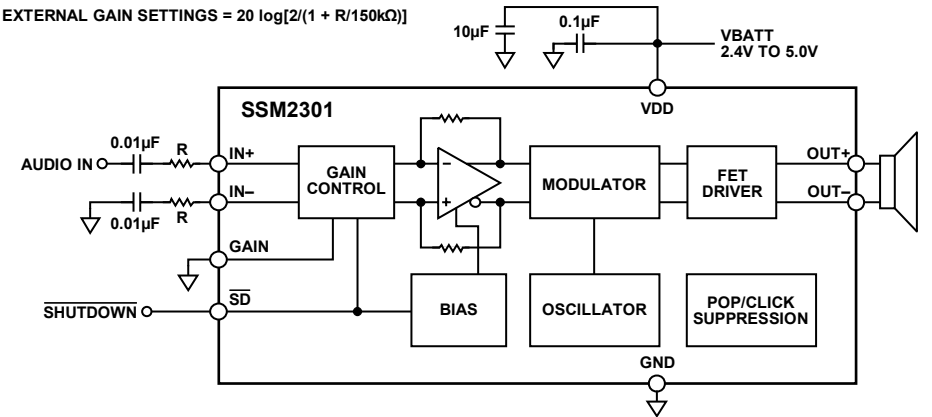 EXTERNAL GAIN SETTINGS = 20 log[2/(1 + R/150kΩ)]
10µF
0.1µF
VBATT
2.4V TO 5.0V
VDD
SSM2301
0.01µF
R
AUDIO IN
IN+
IN–
R
0.01µF
GAIN
CONTROL
–
+
MODULATOR
FET
DRIVER
OUT+
OUT–
GAIN
SD
SHUTDOWN
BIAS
OSCILLATOR
POP/CLICK
SUPPRESSION
GND